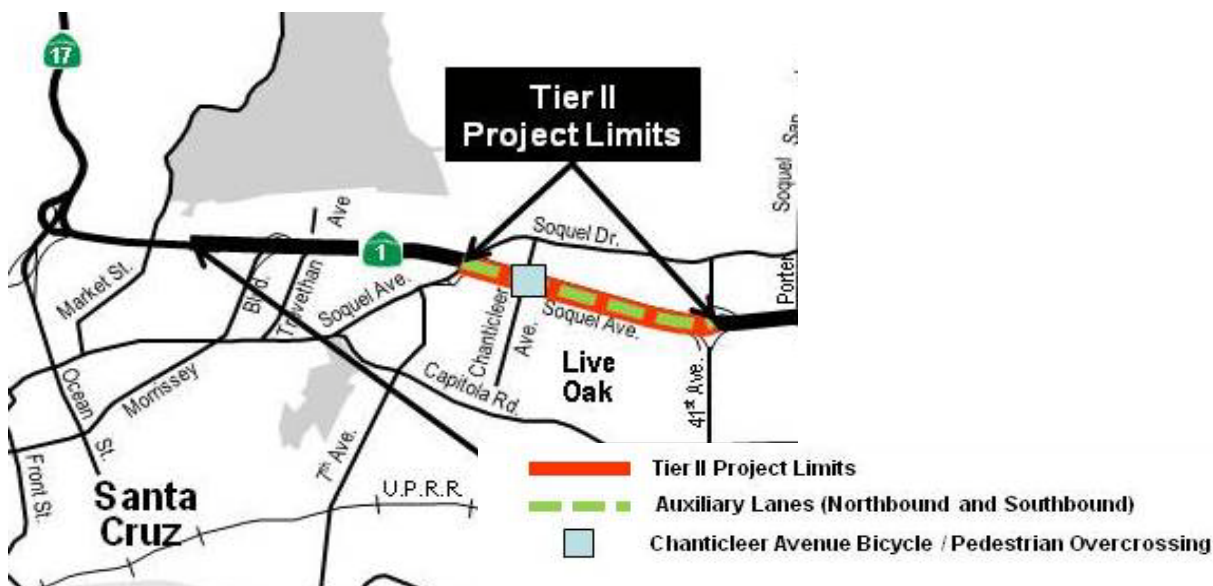 17
Tier II
Project Limits
Soquel
San
Porter
Ave
Soquel Dr.
1
Market St.
Blvd.
Trevethan
Soquel Ave.
Chanticleer
Ave.
Soquel Ave.
Live
Oak
41st Ave.
Ocean
St.
Morrissey
Capitola Rd.
7th Ave.
Front St.
Santa
Cruz
U.P.R.R.
Tier II Project Limits
Auxiliary Lanes (Northbound and Southbound)
Chanticleer Avenue Bicycle / Pedestrian Overcrossing